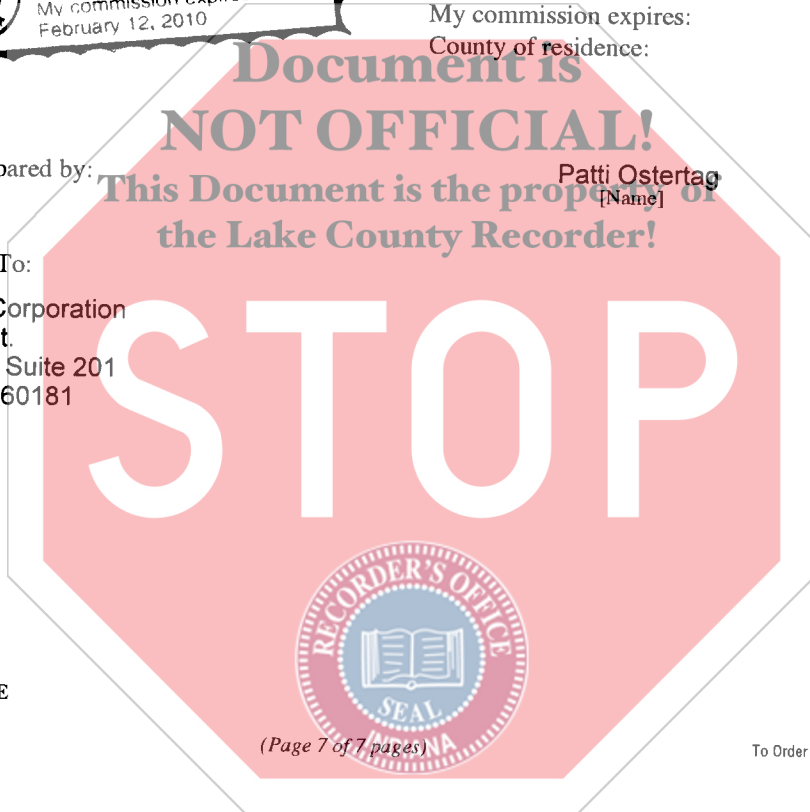 My commission
February 12, 2010
My commission expires:
County of residence:
Document is
NOT OFFICIAL!
pared by:
Patti Ostertag
[Name]
This Document is the property of
the Lake County Recorder!
To:
Corporation
t.
Suite 201
60181
STOP
RECORDER'S OFFICE
SEAL
INDIANA
E
(Page 7 of 7 pages)
To Order